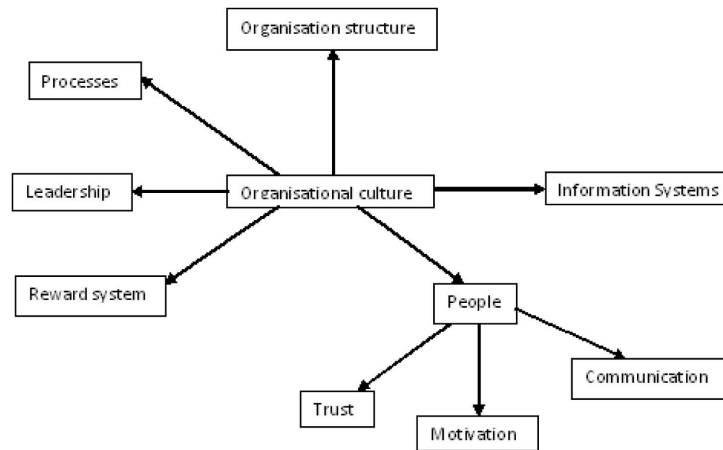 Organisation structure
Processes
Leadership
Organisational culture
Information Systems
Reward system
People
Communication
Trust
Motivation